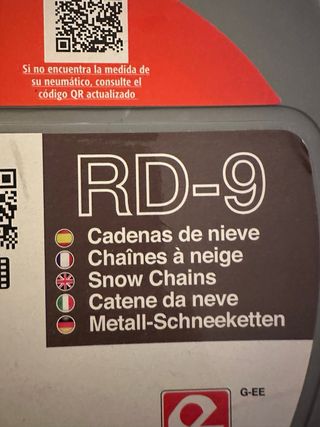 Si no encuentra la medida de
su neumático, consulte el
código QR actualizado
RD-9
Cadenas de nieve
Chaînes à neige
Snow Chains
Catene da neve
Metall-Schneeketten
G-EE
e